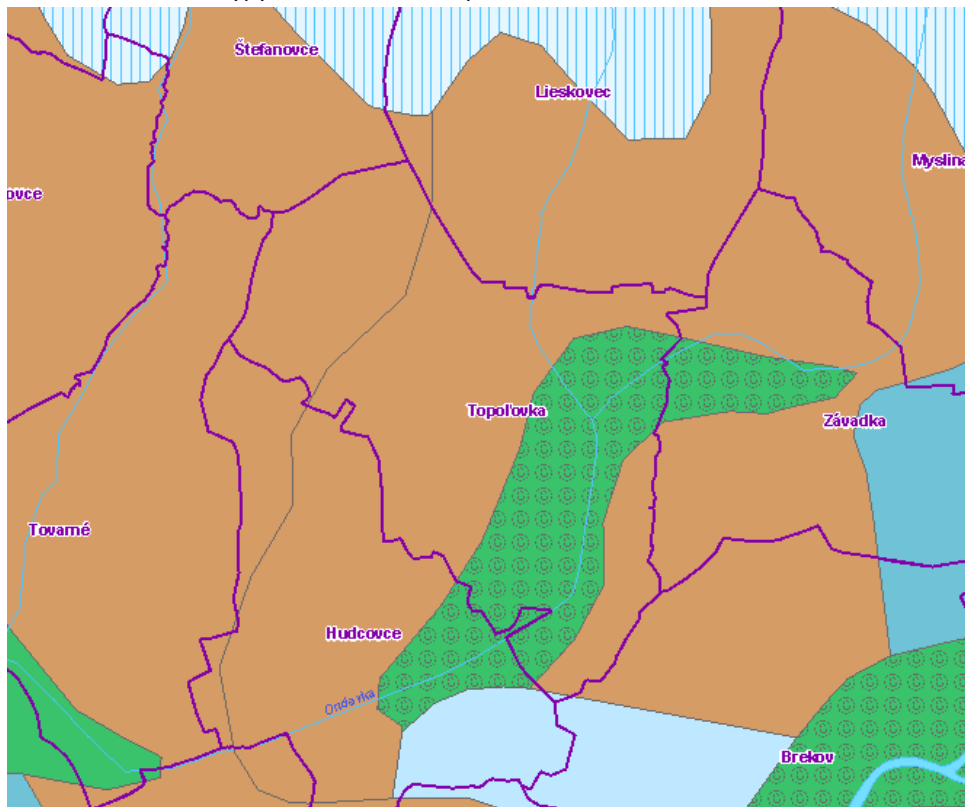 Štefanovce
Lieskovec
Myslina
ovce
Topoľovka
Závadka
Tovarné
Hudcovce
Ondavka
Brekov